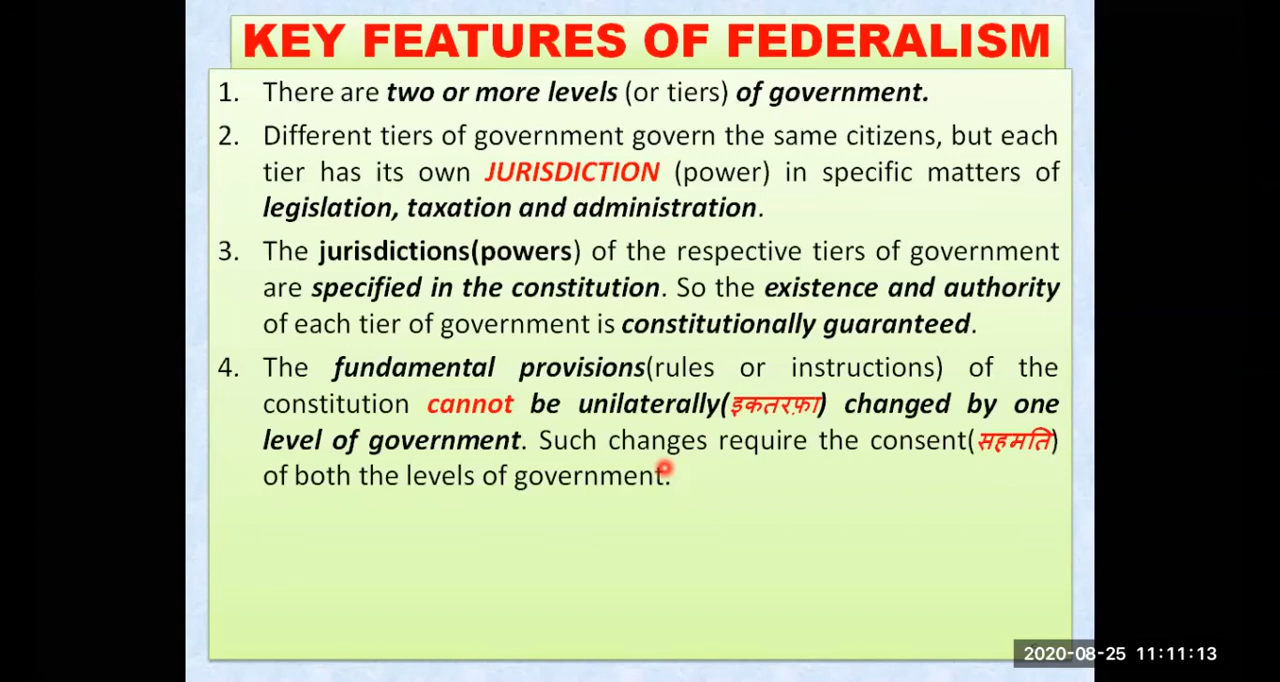 KEY FEATURES OF FEDERALISM
1. There are two or more levels (or tiers) of government.
2. Different tiers of government govern the same citizens, but each
tier has its own JURISDICTION (power) in specific matters of
legislation, taxation and administration.
3. The jurisdictions(powers) of the respective tiers of government
are specified in the constitution. So the existence and authority
of each tier of government is constitutionally guaranteed.
4. The fundamental provisions(rules or instructions) of the
constitution cannot be unilaterally(इकतरफ़ा) changed by one
level of government. Such changes require the consent(सहमति)
of both the levels of government.
2020-08-25 11:11:13